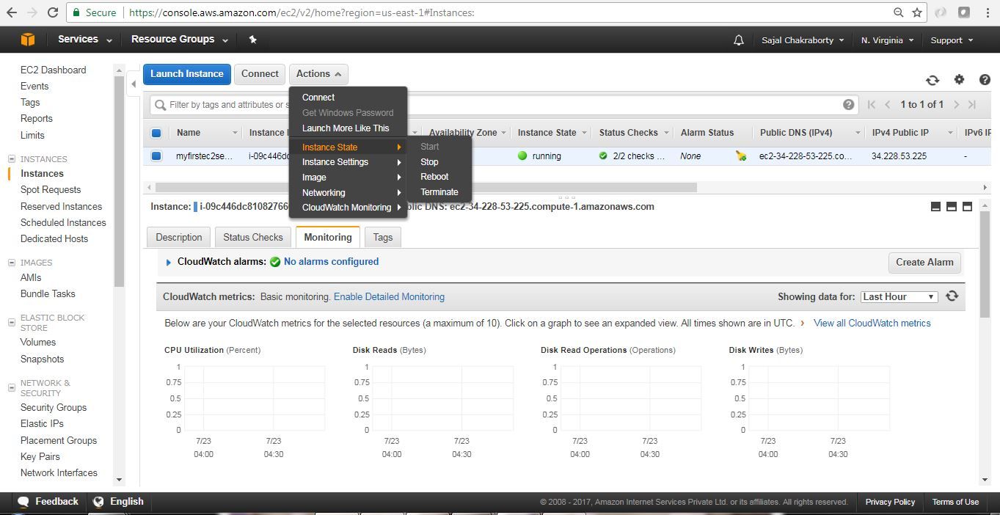 Secure https://console.aws.amazon.com/ec2/v2/home?region=us-east-1#Instances:
Services Resource Groups Sajal Chakraborty N. Virginia Support
EC2 Dashboard
Events
Tags
Reports
Limits
INSTANCES
Instances
Spot Requests
Reserved Instances
Scheduled Instances
Dedicated Hosts
IMAGES
AMIs
Bundle Tasks
ELASTIC BLOCK
STORE
Volumes
Snapshots
NETWORK &
SECURITY
Security Groups
Elastic IPs
Placement Groups
Key Pairs
Network Interfaces
Launch Instance Connect Actions
Connect
Get Windows Password
Launch More Like This
Instance State
Instance Settings
Image
Networking
CloudWatch Monitoring
Start
Stop
Reboot
Terminate
Filter by tags and attributes or 1 to 1 of 1
Name Instance Availability Zone Instance State Status Checks Alarm Status Public DNS (IPv4) IPv4 Public IP IPv6 IP
myfirstec2se... i-09c446dc running 2/2 checks ... None ec2-34-228-53-225.co... 34.228.53.225 -
Instance: i-09c446dc81082766 DNS: ec2-34-228-53-225.compute-1.amazonaws.com
Description Status Checks Monitoring Tags
CloudWatch alarms: No alarms configured Create Alarm
CloudWatch metrics: Basic monitoring. Enable Detailed Monitoring Showing data for: Last Hour
Below are your CloudWatch metrics for the selected resources (a maximum of 10). Click on a graph to see an expanded view. All times shown are in UTC. › View all CloudWatch metrics
CPU Utilization (Percent)
1
0.75
0.5
0.25
0
7/23 7/23
04:00 04:30
Disk Reads (Bytes)
1
0.75
0.5
0.25
0
7/23 7/23
04:00 04:30
Disk Read Operations (Operations)
1
0.75
0.5
0.25
0
7/23 7/23
04:00 04:30
Disk Writes (Bytes)
1
0.75
0.5
0.25
0
7/23 7/23
04:00 04:30
Feedback English © 2008 - 2017, Amazon Internet Services Private Ltd. or its affiliates. All rights reserved. Privacy Policy Terms of Use